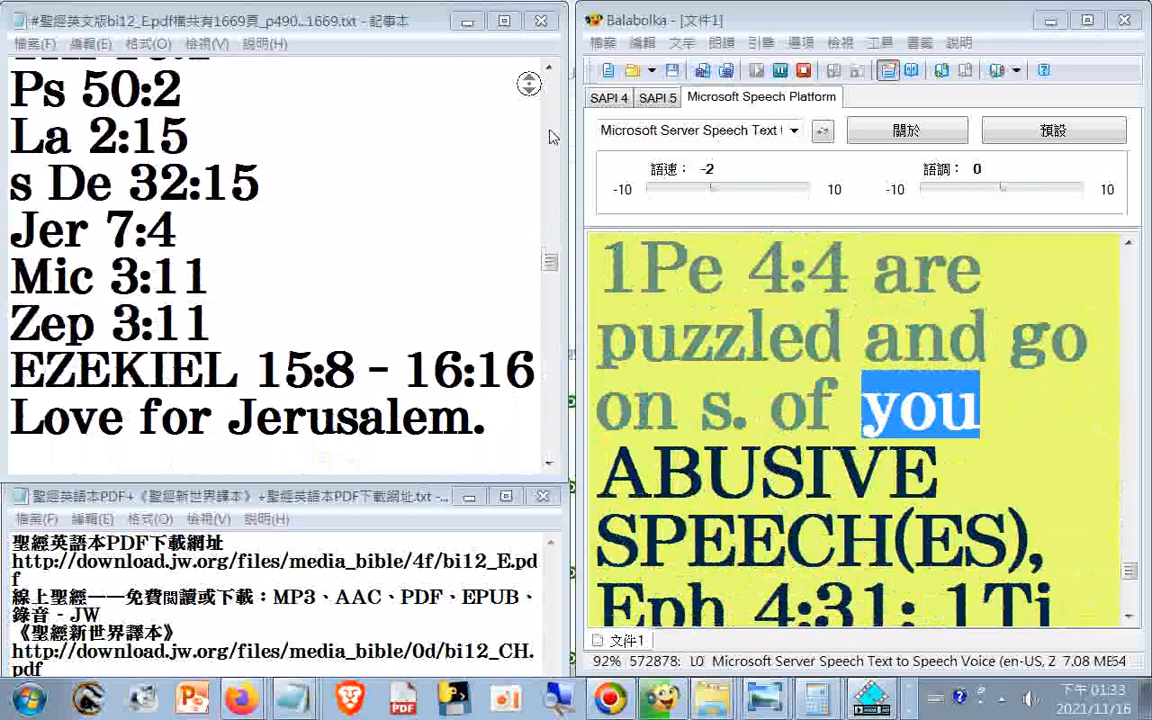 #聖經英文版bi12_E.pdf檔共有1669頁_p490...1669.txt - 記事本
檔案(F) 編輯(E) 格式(O) 檢視(V) 說明(H)
Ps 50:2
La 2:15
s De 32:15
Jer 7:4
Mic 3:11
Zep 3:11
EZEKIEL 15:8 – 16:16
Love for Jerusalem.
聖經英語本PDF+《聖經新世界譯本》+聖經英語本PDF下載網址.txt - ...
檔案(F) 編輯(E) 格式(O) 檢視(V) 說明(H)
聖經英語本PDF下載網址
http://download.jw.org/files/media_bible/4f/bi12_E.pd
f
線上聖經——免費閱讀或下載：MP3、AAC、PDF、EPUB、
錄音 - JW
《聖經新世界譯本》
http://download.jw.org/files/media_bible/0d/bi12_CH.
pdf
Balabolka - [文件1]
檔案 編輯 文字 朗讀 引擎 選項 檢視 工具 書籤 說明
SAPI 4 SAPI 5 Microsoft Speech Platform
Microsoft Server Speech Text 關於 預設
語速： -2 語調： 0
-10 10 -10 10
1Pe 4:4 are
puzzled and go
on s. of you
ABUSIVE
SPEECH(ES),
Eph 4:31; 1Ti
文件1
92% 572878: L0 Microsoft Server Speech Text to Speech Voice (en-US, Z 7.08 ME54
下午 01:33
2021/11/16